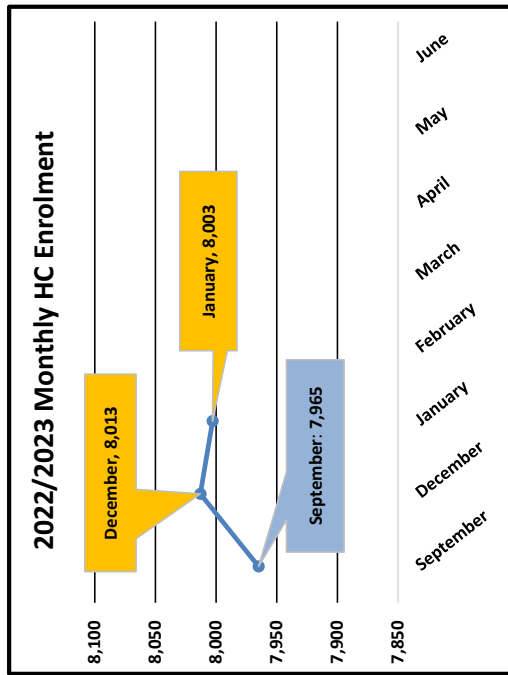 2022/2023 Monthly HC Enrolment
8,100
8,050
8,000
7,950
7,900
7,850
December, 8,013
January, 8,003
September: 7,965
September
December
January
February
March
April
May
June